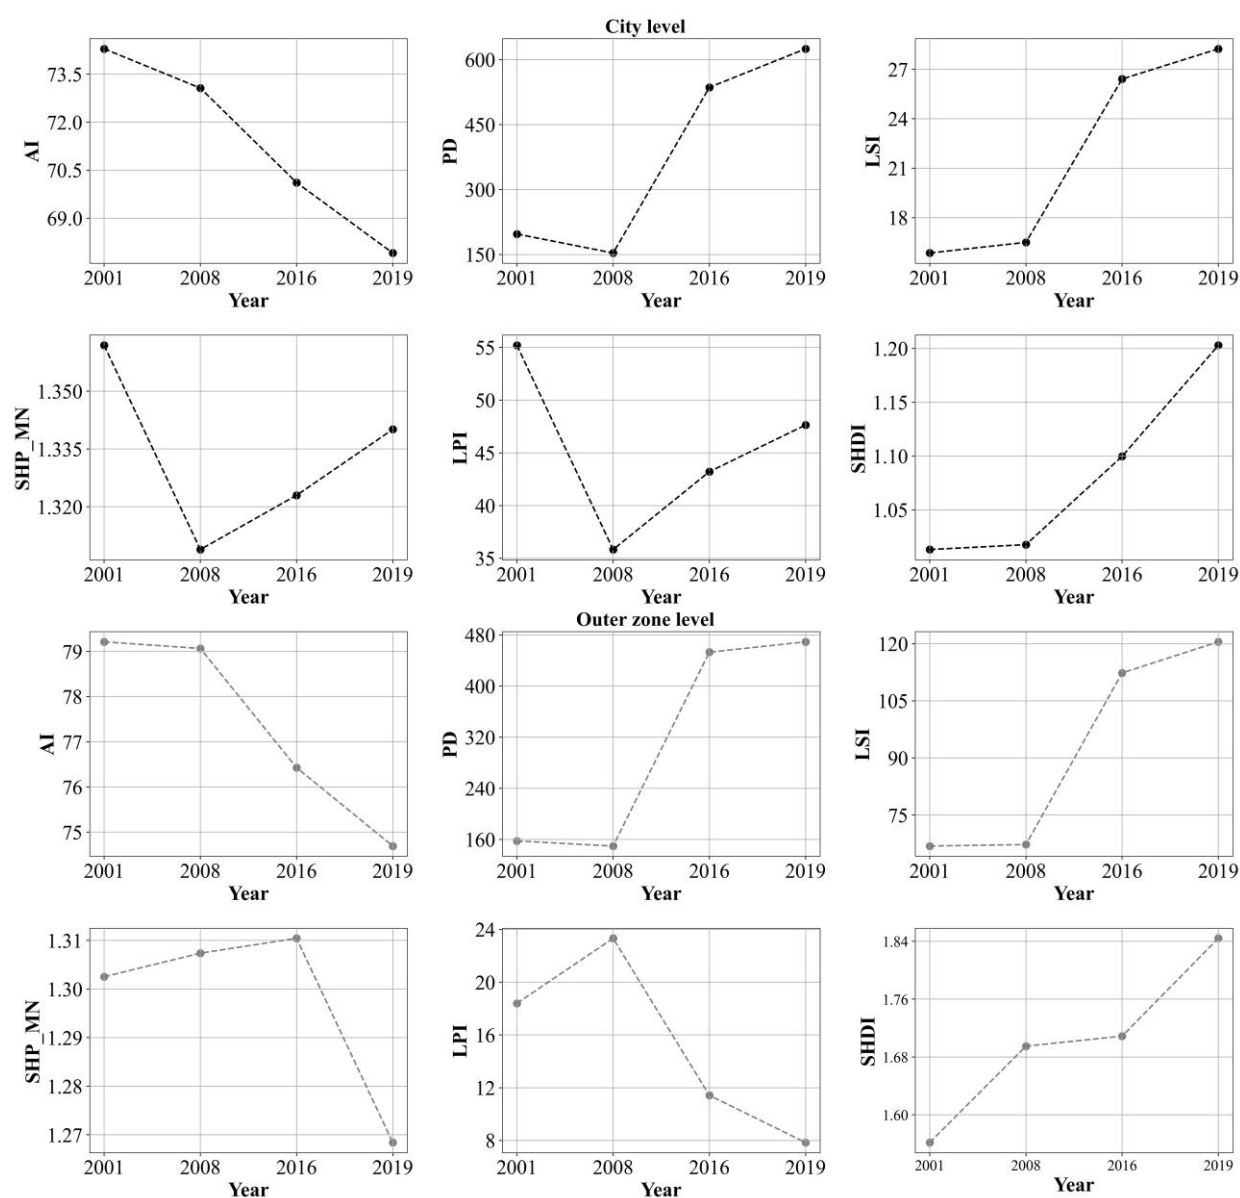 City level
AI
73.5
72.0
70.5
69.0
2001 2008 2016 2019
Year
PD
600
450
300
150
2001 2008 2016 2019
Year
LSI
27
24
21
18
2001 2008 2016 2019
Year
SHP_MN
1.350
1.335
1.320
2001 2008 2016 2019
Year
LPI
55
50
45
40
35
2001 2008 2016 2019
Year
SHDI
1.20
1.15
1.10
1.05
2001 2008 2016 2019
Year
Outer zone level
AI
79
78
77
76
75
2001 2008 2016 2019
Year
PD
480
400
320
240
160
2001 2008 2016 2019
Year
LSI
120
105
90
75
2001 2008 2016 2019
Year
SHP_MN
1.31
1.30
1.29
1.28
1.27
2001 2008 2016 2019
Year
LPI
24
20
16
12
8
2001 2008 2016 2019
Year
SHDI
1.84
1.76
1.68
1.60
2001 2008 2016 2019
Year